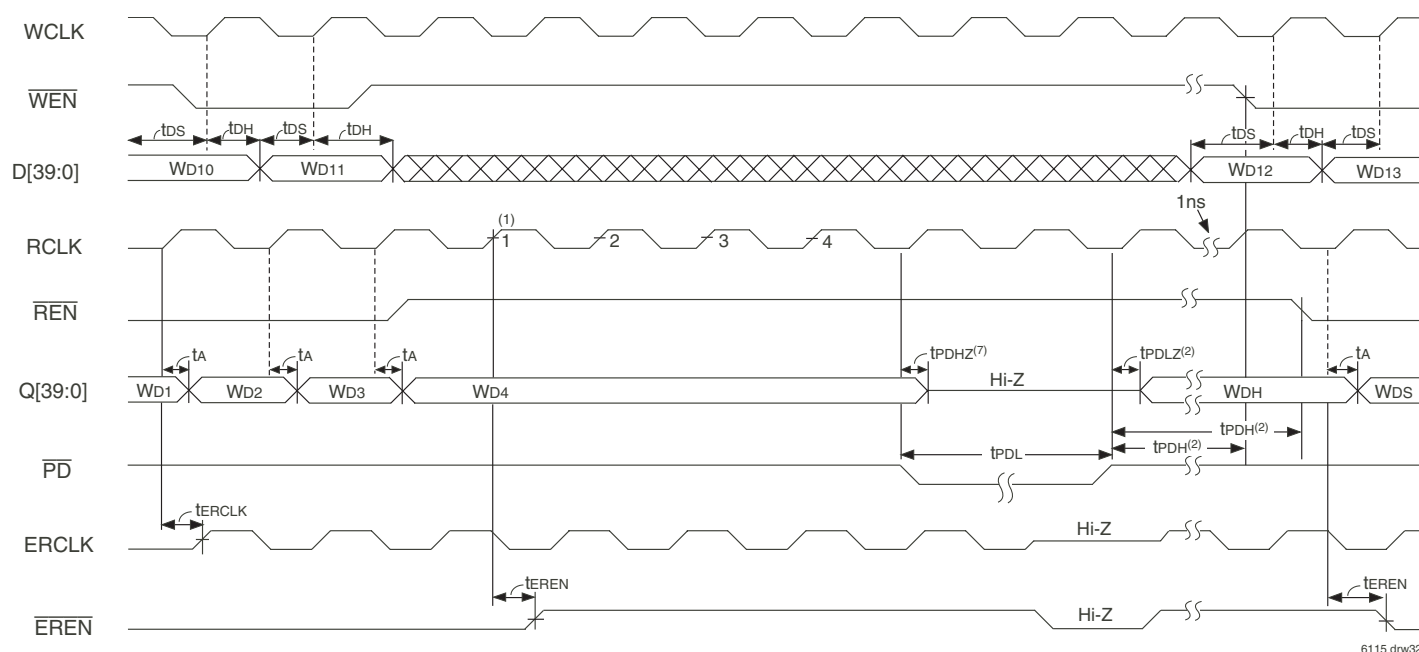 WCLK
WEN
tDS tDH tDS tDH tDS tDH tDS
D[39:0] WD10 WD11 WD12 WD13
1ns
(1)
RCLK 1 2 3 4
REN
tA tA tA tPDHZ(7) tPDLZ(2) tA
Q[39:0] WD1 WD2 WD3 WD4 Hi-Z WDH WDS
tPDH(2)
tPDL tPDH(2)
PD
tERCLK
ERCLK Hi-Z
tEREN tEREN
EREN Hi-Z
6115 drw32